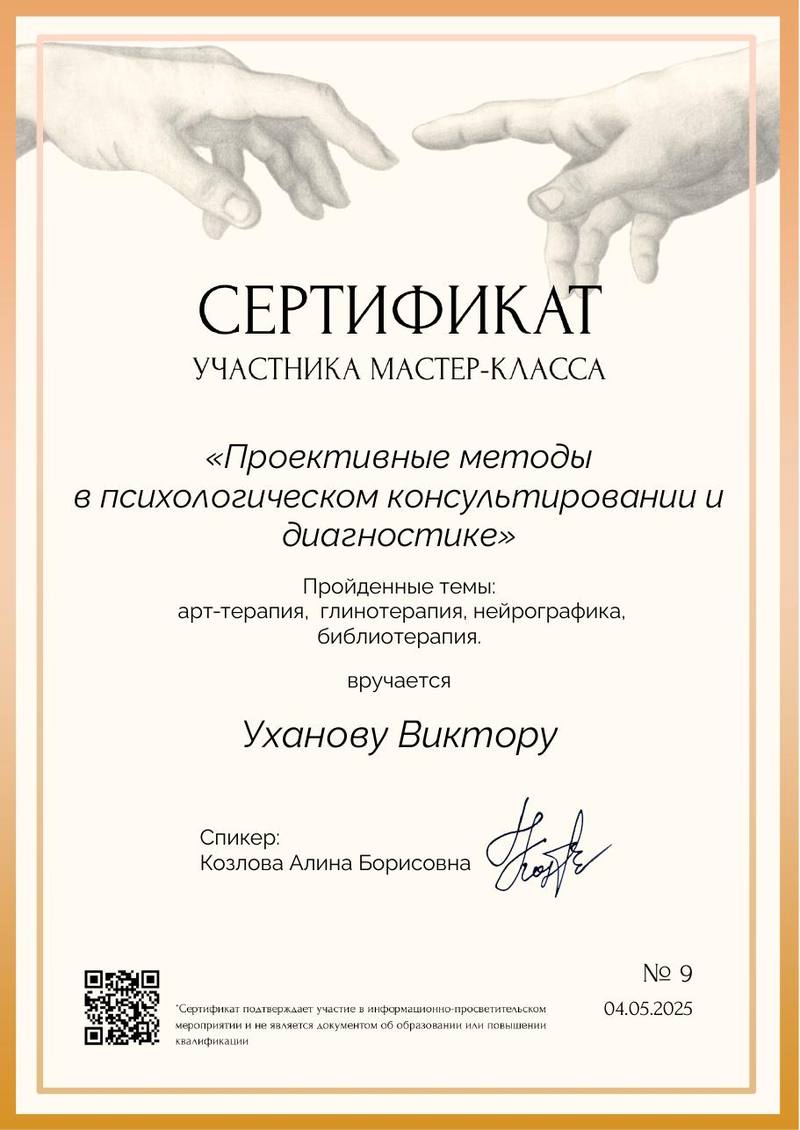 СЕРТИФИКАТ
УЧАСТНИКА МАСТЕР-КЛАССА
«Проективные методы
в психологическом консультировании и
диагностике»
Пройденные темы:
арт-терапия, глинотерапия, нейрографика,
библиотерапия.
вручается
Уханову Виктору
Спикер:
Козлова Алина Борисовна
№ 9
04.05.2025
*Сертификат подтверждает участие в информационно-просветительском
мероприятии и не является документом об образовании или повышении
квалификации